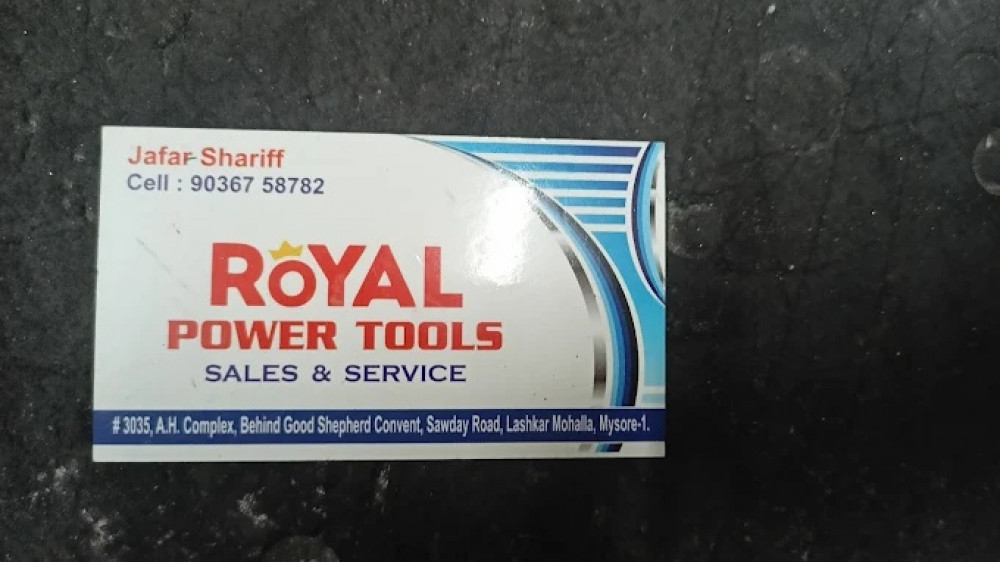 Jafar Shariff
Cell : 90367 58782
ROYAL
POWER TOOLS
SALES & SERVICE
# 3035, A.H. Complex, Behind Good Shepherd Convent, Sawday Road, Lashkar Mohalla, Mysore-1.